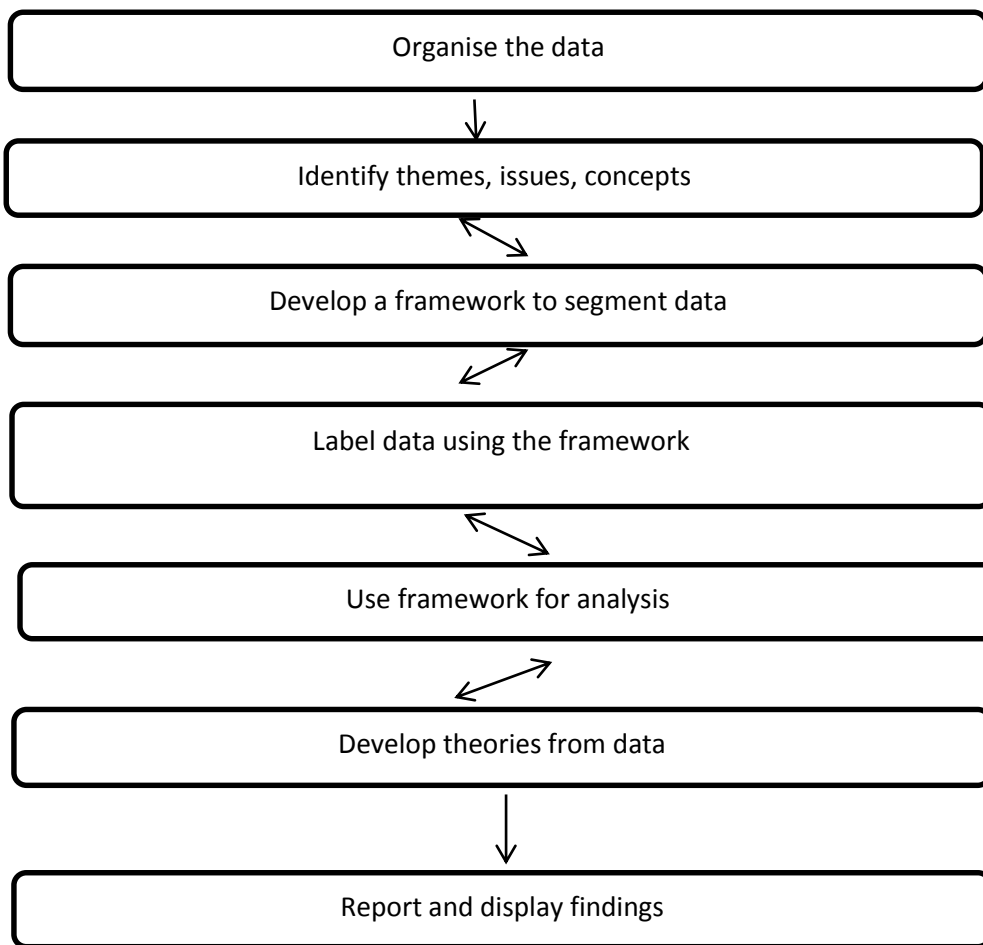 Organise the data
Identify themes, issues, concepts
Develop a framework to segment data
Label data using the framework
Use framework for analysis
Develop theories from data
Report and display findings